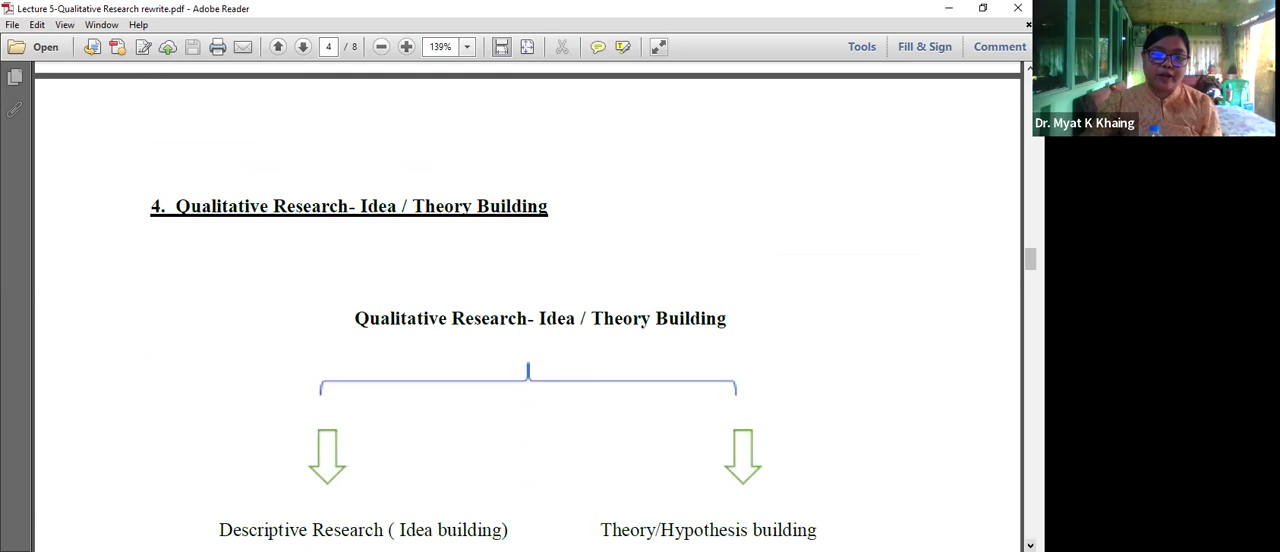 Lecture 5-Qualitative Research rewrite.pdf - Adobe Reader
File Edit View Window Help
Open 4 / 8 139% Tools Fill & Sign Comment
Dr. Myat K Khaing
4. Qualitative Research- Idea / Theory Building
Qualitative Research- Idea / Theory Building
Descriptive Research ( Idea building) Theory/Hypothesis building